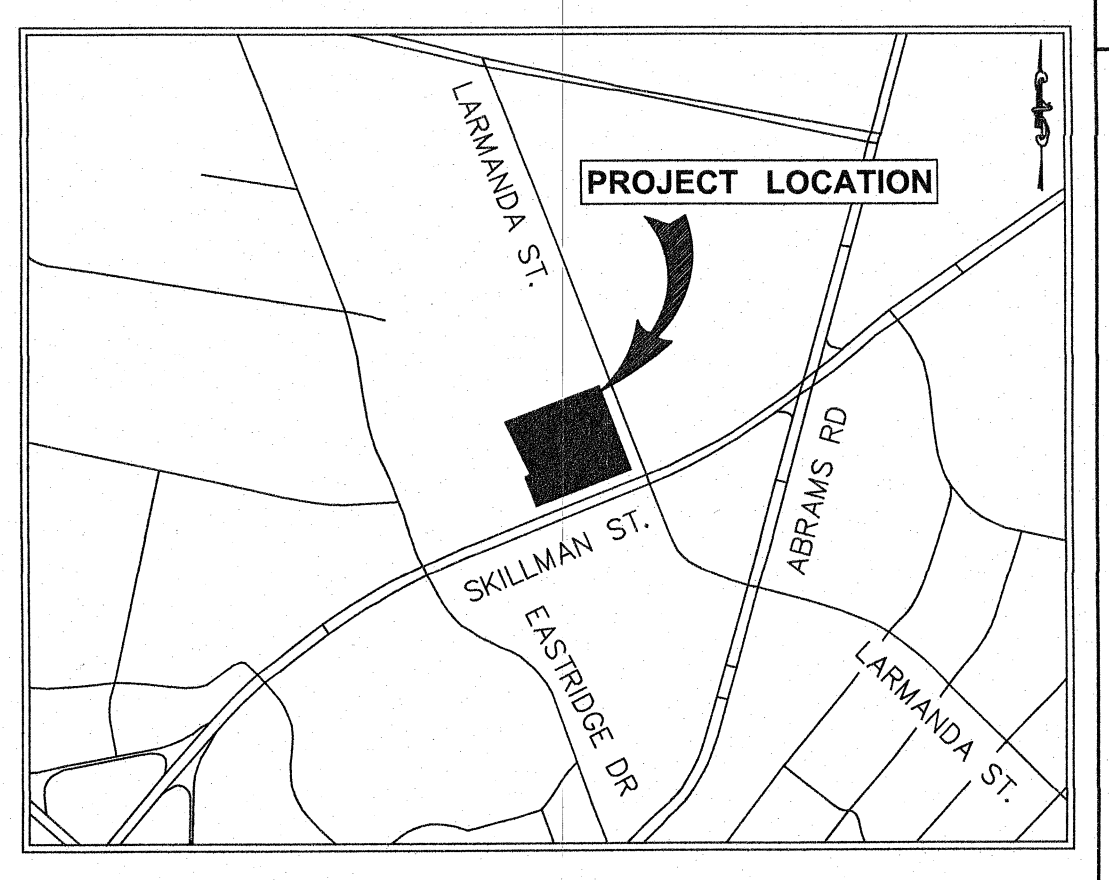 LARMANDA ST.
PROJECT LOCATION
ABRAMS RD
SKILLMAN ST.
EASTRIDGE DR
LARMANDA ST.